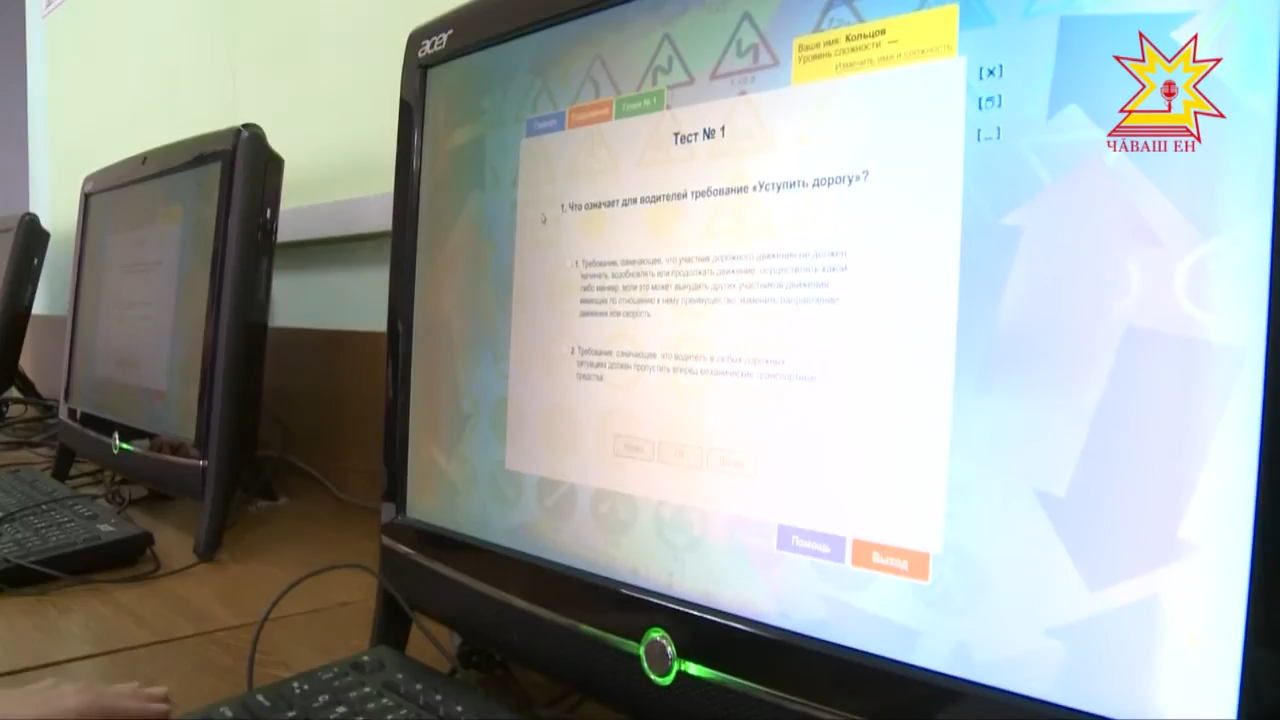 acer
Ваше имя: Кольцов
Уровень сложности: —
Изменить имя и сложность
[×]
[_]
ЧӐВАШ ЕН
Тест № 1
1. Что означает для водителей требование «Уступить дорогу»?
1. Требование, означающее, что участник дорожного движения не должен
начинать, возобновлять или продолжать движение, осуществлять какой-
либо маневр, если это может вынудить других участников движения,
имеющих по отношению к нему преимущество, изменить направление
движения или скорость.
2. Требование, означающее, что водитель в любых дорожных
ситуациях должен пропустить вперед механические транспортные
средства.
Помощь
Выход